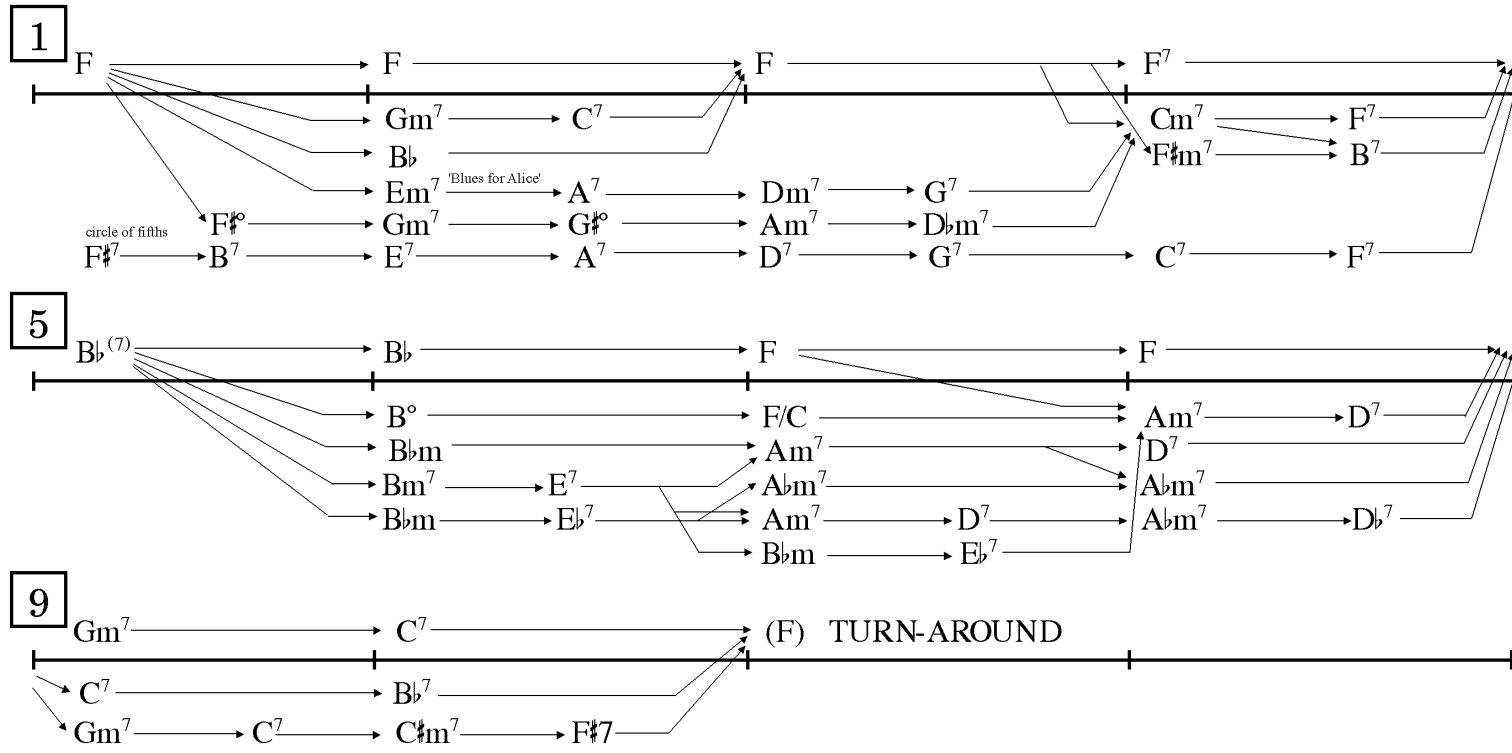 1
F F F F⁷
Gm⁷ C⁷ Cm⁷ F⁷
B♭ F♯m⁷ B⁷
Em⁷ 'Blues for Alice' A⁷ Dm⁷ G⁷
F♯° Gm⁷ G♯° Am⁷ D♭m⁷
circle of fifths
F♯⁷ B⁷ E⁷ A⁷ D⁷ G⁷ C⁷ F⁷
5
B♭⁽⁷⁾ B♭ F F
B° F/C Am⁷ D⁷
B♭m Am⁷ D⁷
Bm⁷ E⁷ A♭m⁷ A♭m⁷
B♭m E♭⁷ Am⁷ D⁷ A♭m⁷ D♭⁷
B♭m E♭⁷
9
Gm⁷ C⁷ (F) TURN-AROUND
C⁷ B♭⁷
Gm⁷ C⁷ C♯m⁷ F♯7